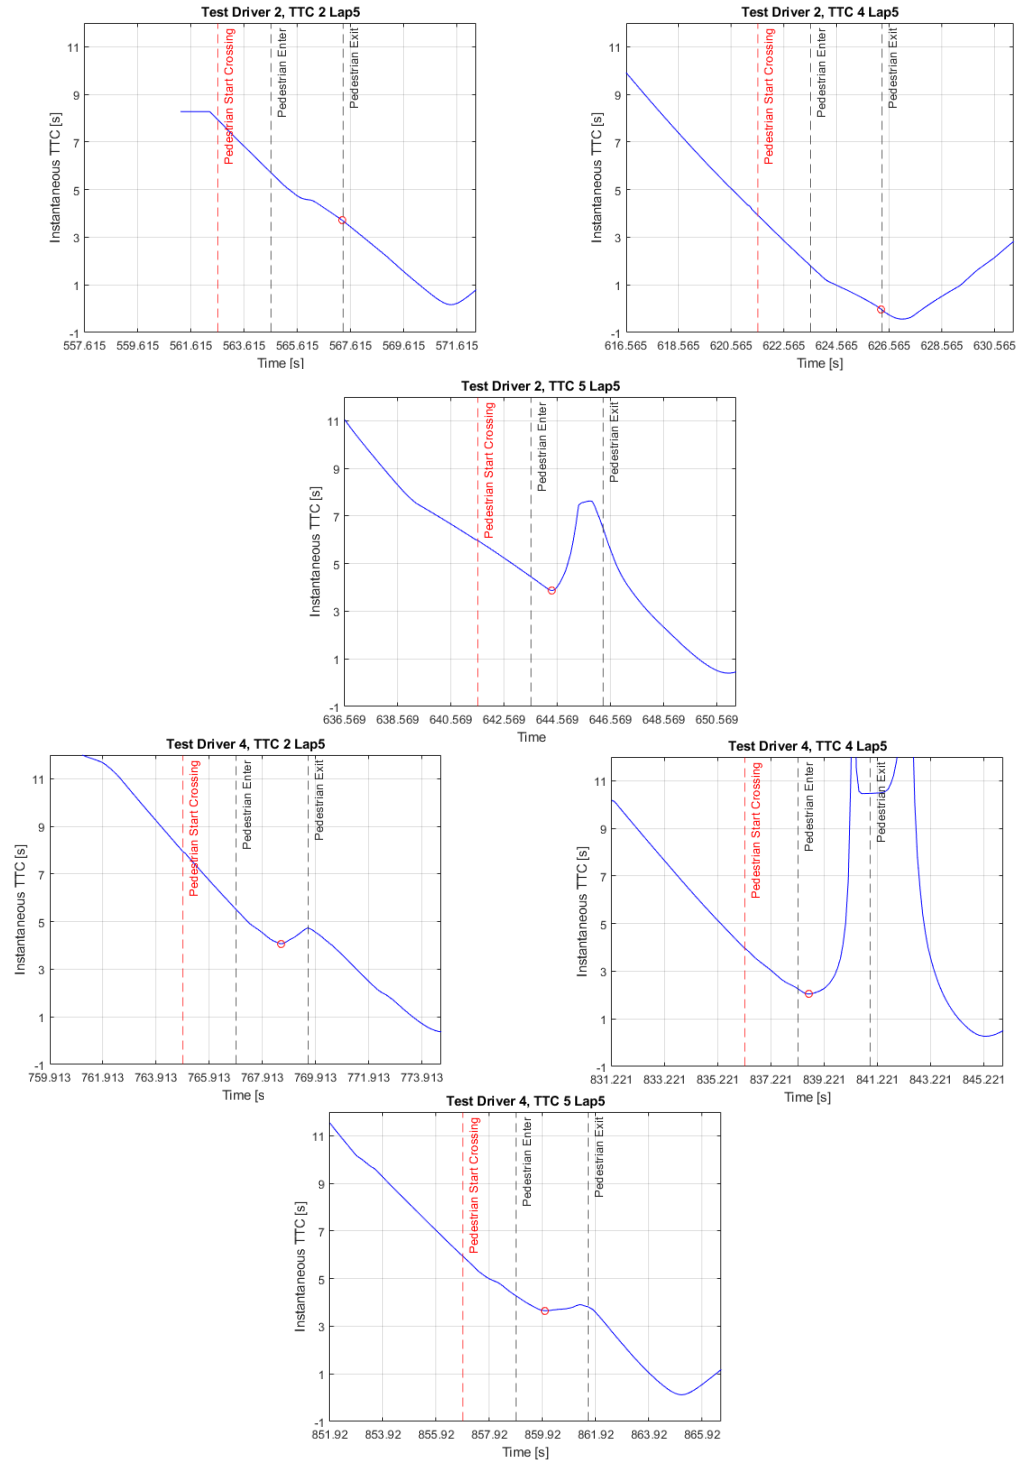 Test Driver 2, TTC 2 Lap5
Instantaneous TTC [s]
11
9
7
5
3
1
-1
Pedestrian Start Crossing
Pedestrian Enter
Pedestrian Exit
557.615 559.615 561.615 563.615 565.615 567.615 569.615 571.615
Time [s]
Test Driver 2, TTC 4 Lap5
Instantaneous TTC [s]
11
9
7
5
3
1
-1
Pedestrian Start Crossing
Pedestrian Enter
Pedestrian Exit
616.565 618.565 620.565 622.565 624.565 626.565 628.565 630.565
Time [s]
Test Driver 2, TTC 5 Lap5
Instantaneous TTC [s]
11
9
7
5
3
1
-1
Pedestrian Start Crossing
Pedestrian Enter
Pedestrian Exit
636.569 638.569 640.569 642.569 644.569 646.569 648.569 650.569
Time
Test Driver 4, TTC 2 Lap5
Instantaneous TTC [s]
11
9
7
5
3
1
-1
Pedestrian Start Crossing
Pedestrian Enter
Pedestrian Exit
759.913 761.913 763.913 765.913 767.913 769.913 771.913 773.913
Time [s
Test Driver 4, TTC 4 Lap5
Instantaneous TTC [s]
11
9
7
5
3
1
-1
Pedestrian Start Crossing
Pedestrian Enter
Pedestrian Exit
831.221 833.221 835.221 837.221 839.221 841.221 843.221 845.221
Time [s]
Test Driver 4, TTC 5 Lap5
Instantaneous TTC [s]
11
9
7
5
3
1
-1
Pedestrian Start Crossing
Pedestrian Enter
Pedestrian Exit
851.92 853.92 855.92 857.92 859.92 861.92 863.92 865.92
Time [s]